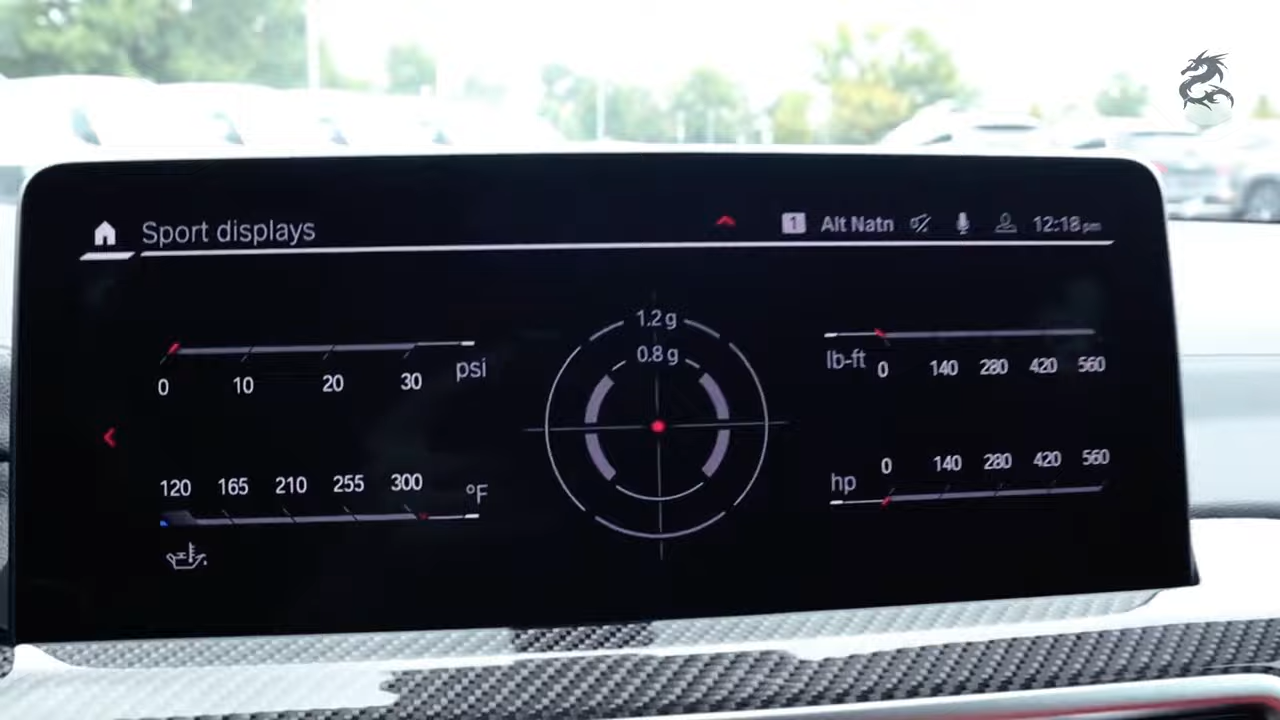 Sport displays
1 Alt Natn 12:18 pm
0 10 20 30 psi
120 165 210 255 300 °F
1.2 g
0.8 g
lb-ft 0 140 280 420 560
hp 0 140 280 420 560